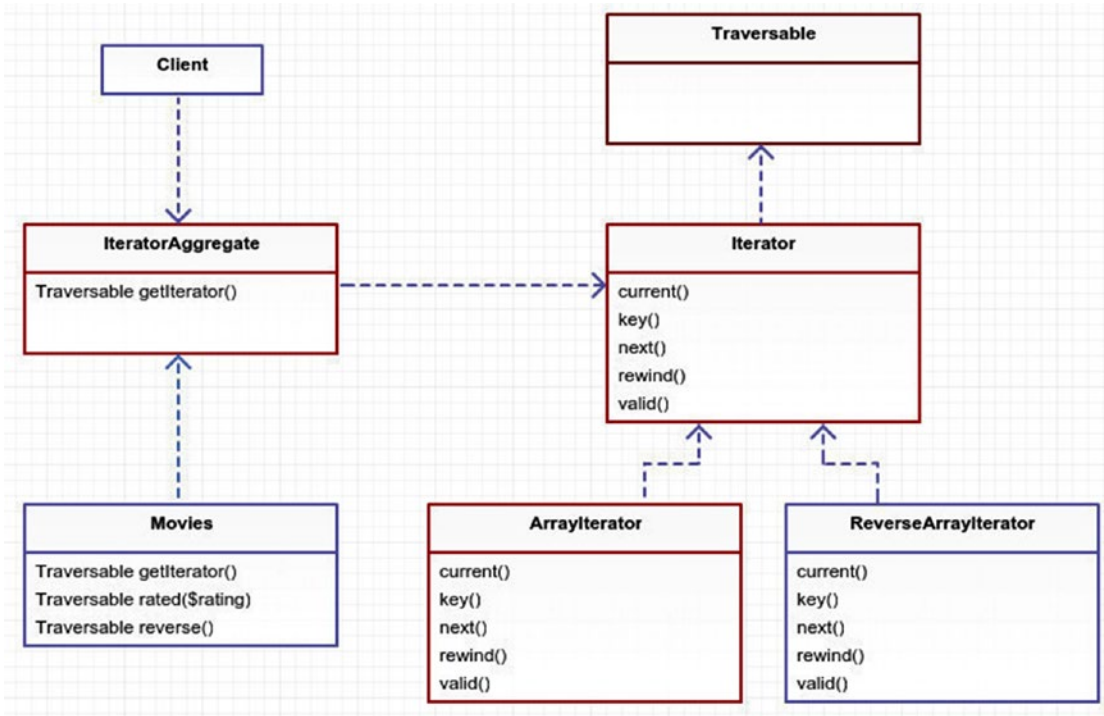 Client
Traversable
IteratorAggregate
Traversable getIterator()
Iterator
current()
key()
next()
rewind()
valid()
Movies
Traversable getIterator()
Traversable rated($rating)
Traversable reverse()
ArrayIterator
current()
key()
next()
rewind()
valid()
ReverseArrayIterator
current()
key()
next()
rewind()
valid()